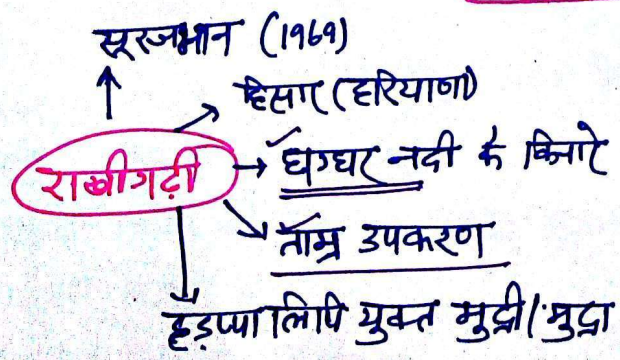 सूरजभान (1969)
हिसार (हरियाणा)
राखीगढ़ी
घग्घर नदी के किनारे
ताम्र उपकरण
हड़प्पा लिपि युक्त मुद्री/मुद्रा